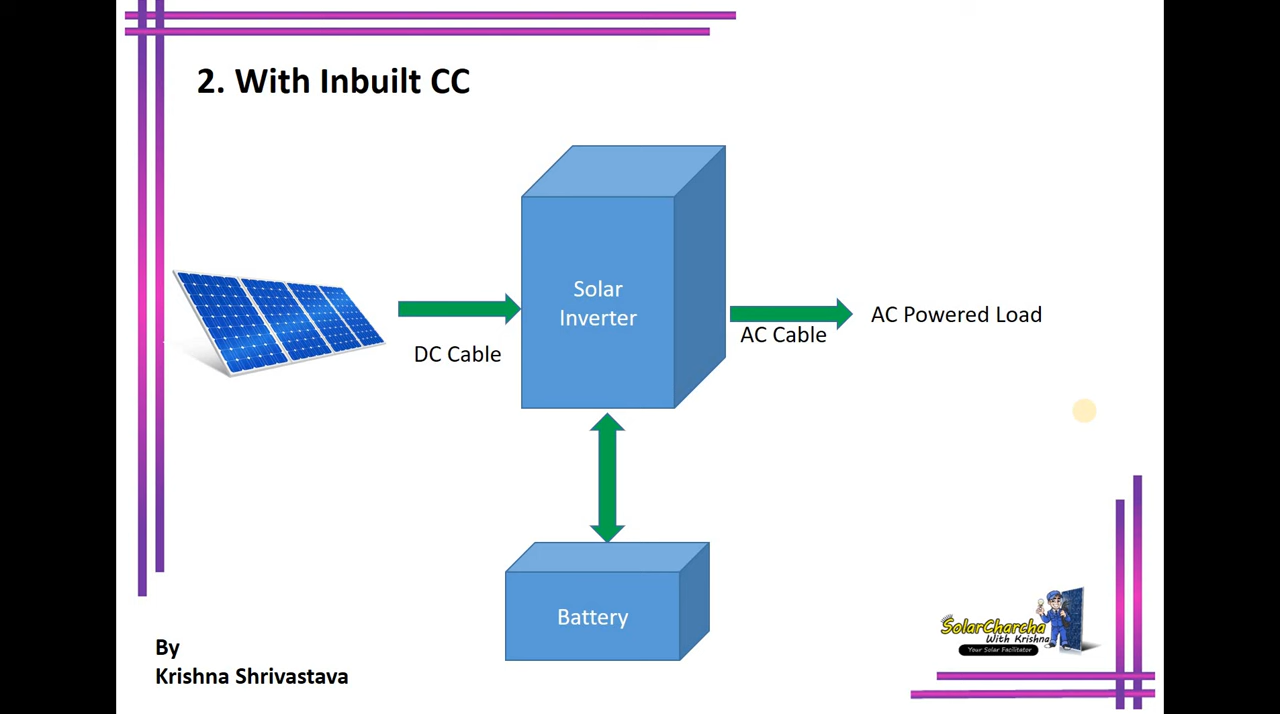 2. With Inbuilt CC
Solar
Inverter
DC Cable
AC Cable
AC Powered Load
Battery
By
Krishna Shrivastava
SolarCharcha
With Krishna
Your Solar Facilitator